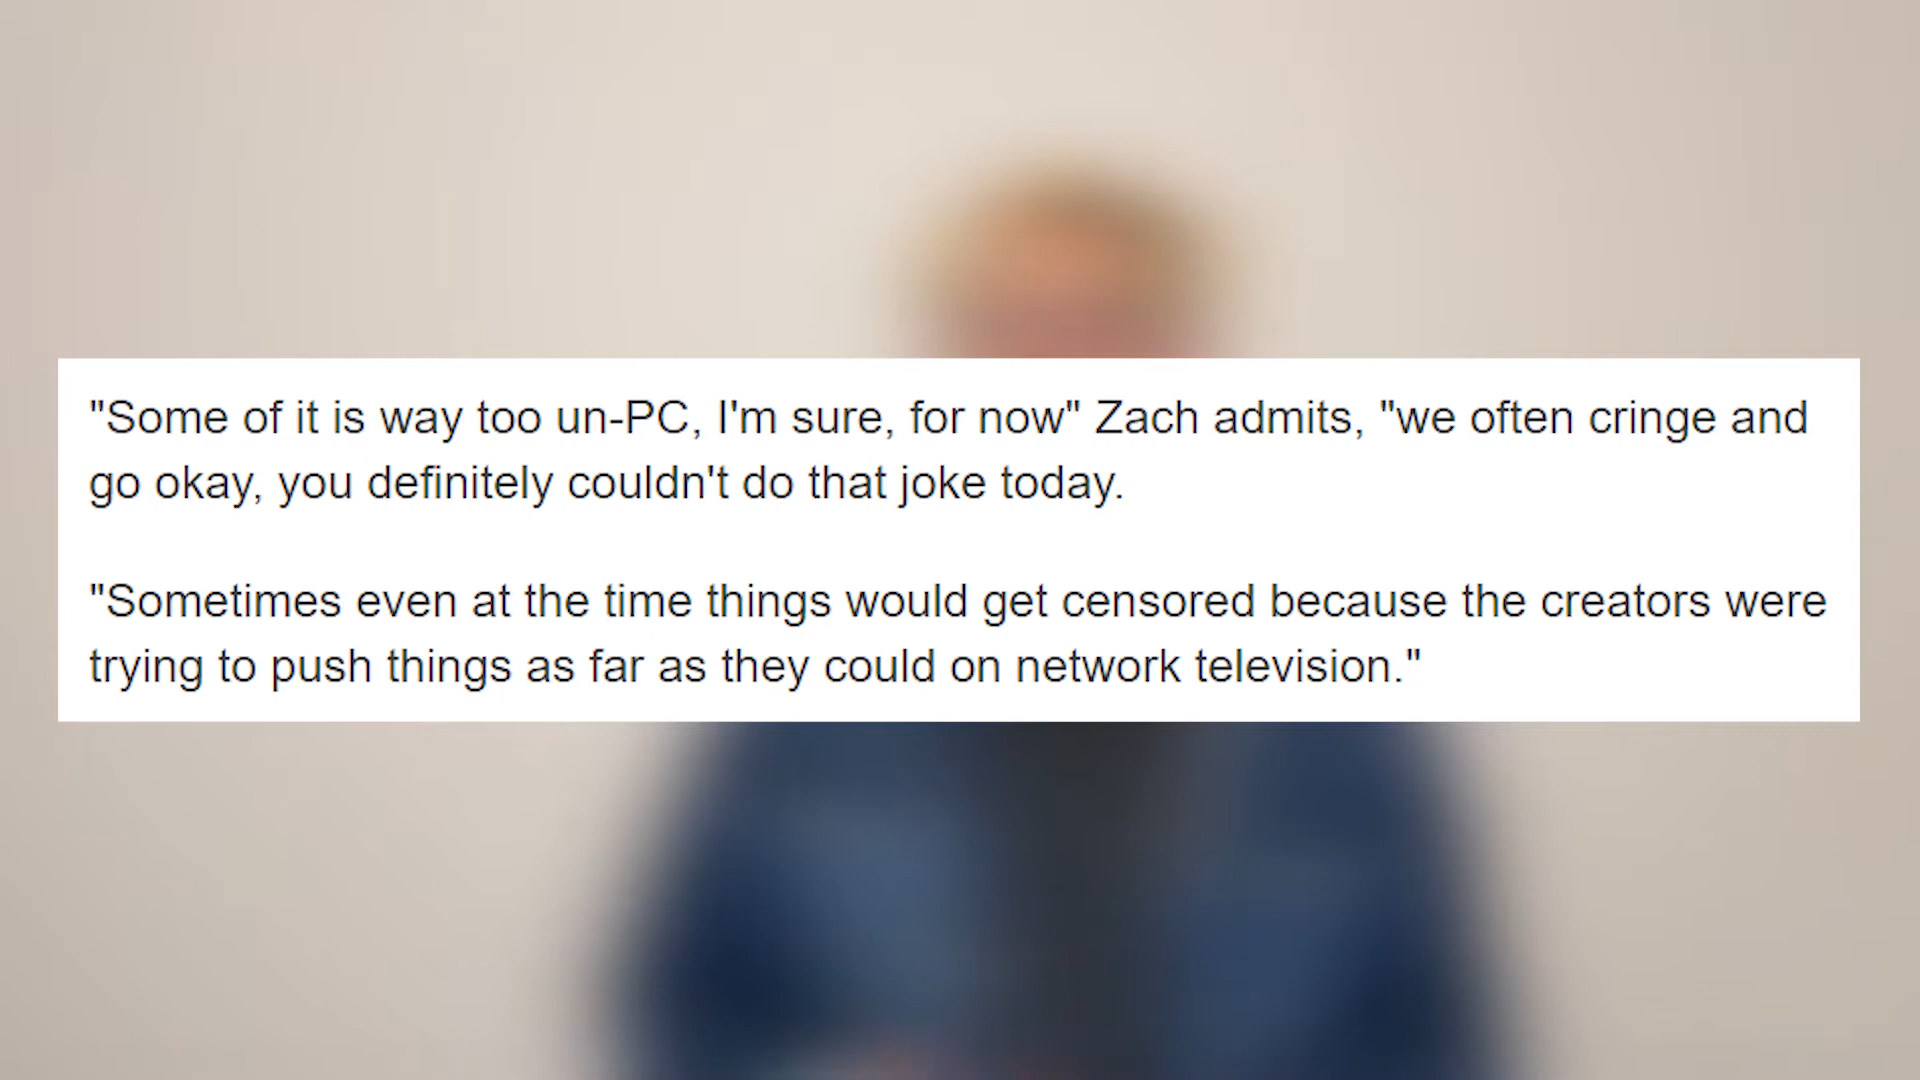 "Some of it is way too un-PC, I'm sure, for now" Zach admits, "we often cringe and
go okay, you definitely couldn't do that joke today.
"Sometimes even at the time things would get censored because the creators were
trying to push things as far as they could on network television."